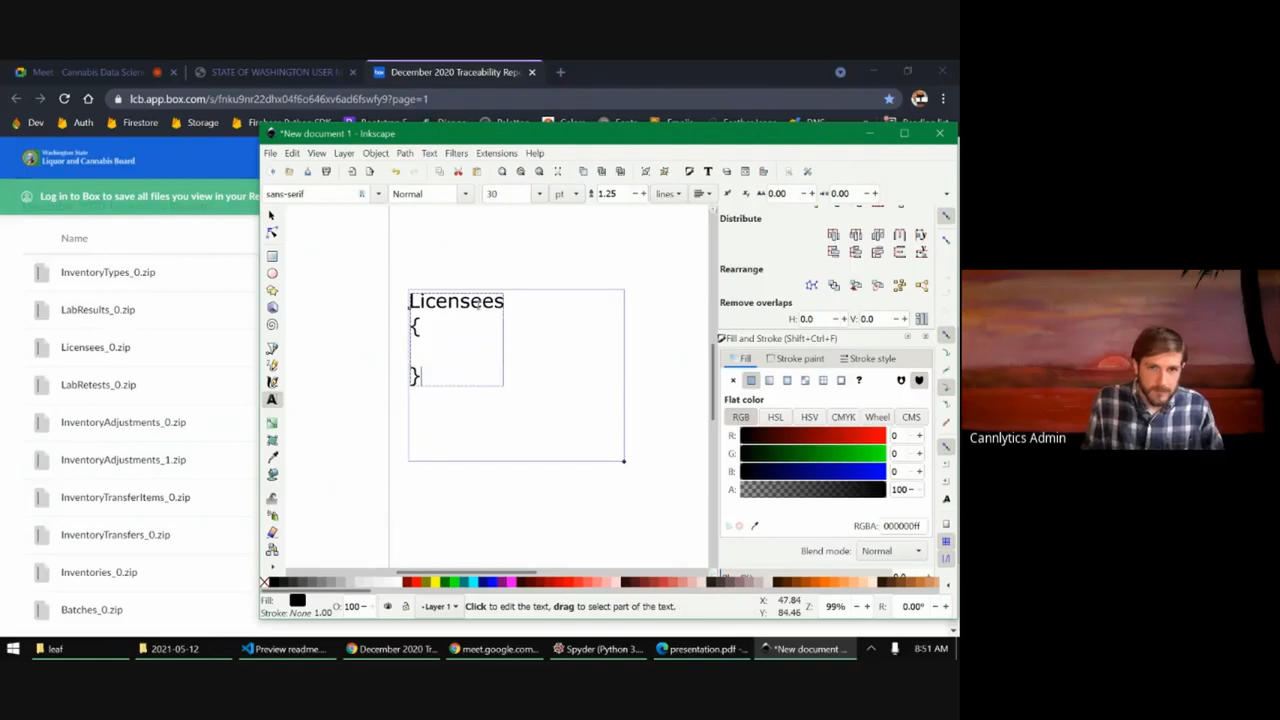 Meet - Cannabis Data Scien
STATE OF WASHINGTON USER M
December 2020 Traceability Repo
lcb.app.box.com/s/fnku9nr22dhx04f6o646xv6ad6fswfy9?page=1
Dev
Auth
Firestore
Storage
*New document 1 - Inkscape
File Edit View Layer Object Path Text Filters Extensions Help
Washington State
Liquor and Cannabis Board
Log in to Box to save all files you view in your Re
sans-serif
Normal
30
pt
1.25
lines
0.00
0.00
Name
InventoryTypes_0.zip
LabResults_0.zip
Licensees_0.zip
LabRetests_0.zip
InventoryAdjustments_0.zip
InventoryAdjustments_1.zip
InventoryTransferItems_0.zip
InventoryTransfers_0.zip
Inventories_0.zip
Batches_0.zip
Licensees
{
}
Distribute
Rearrange
Remove overlaps
H: 0.0 - + V: 0.0 - +
Fill and Stroke (Shift+Ctrl+F)
Fill
Stroke paint
Stroke style
?
Flat color
RGB HSL HSV CMYK Wheel CMS
R: 0 +
G: 0 +
B: 0 +
A: 100 - +
RGBA: 000000ff
Blend mode: Normal
Fill:
Stroke: None 1.00
O: 100 - +
Layer 1
Click to edit the text, drag to select part of the text.
X: 47.84
Y: 84.46
Z: 99% - +
R: 0.00° - +
leaf
2021-05-12
Preview readme...
December 2020 Tr...
meet.google.com...
Spyder (Python 3....
presentation.pdf - ...
*New document ...
8:51 AM
Cannlytics Admin